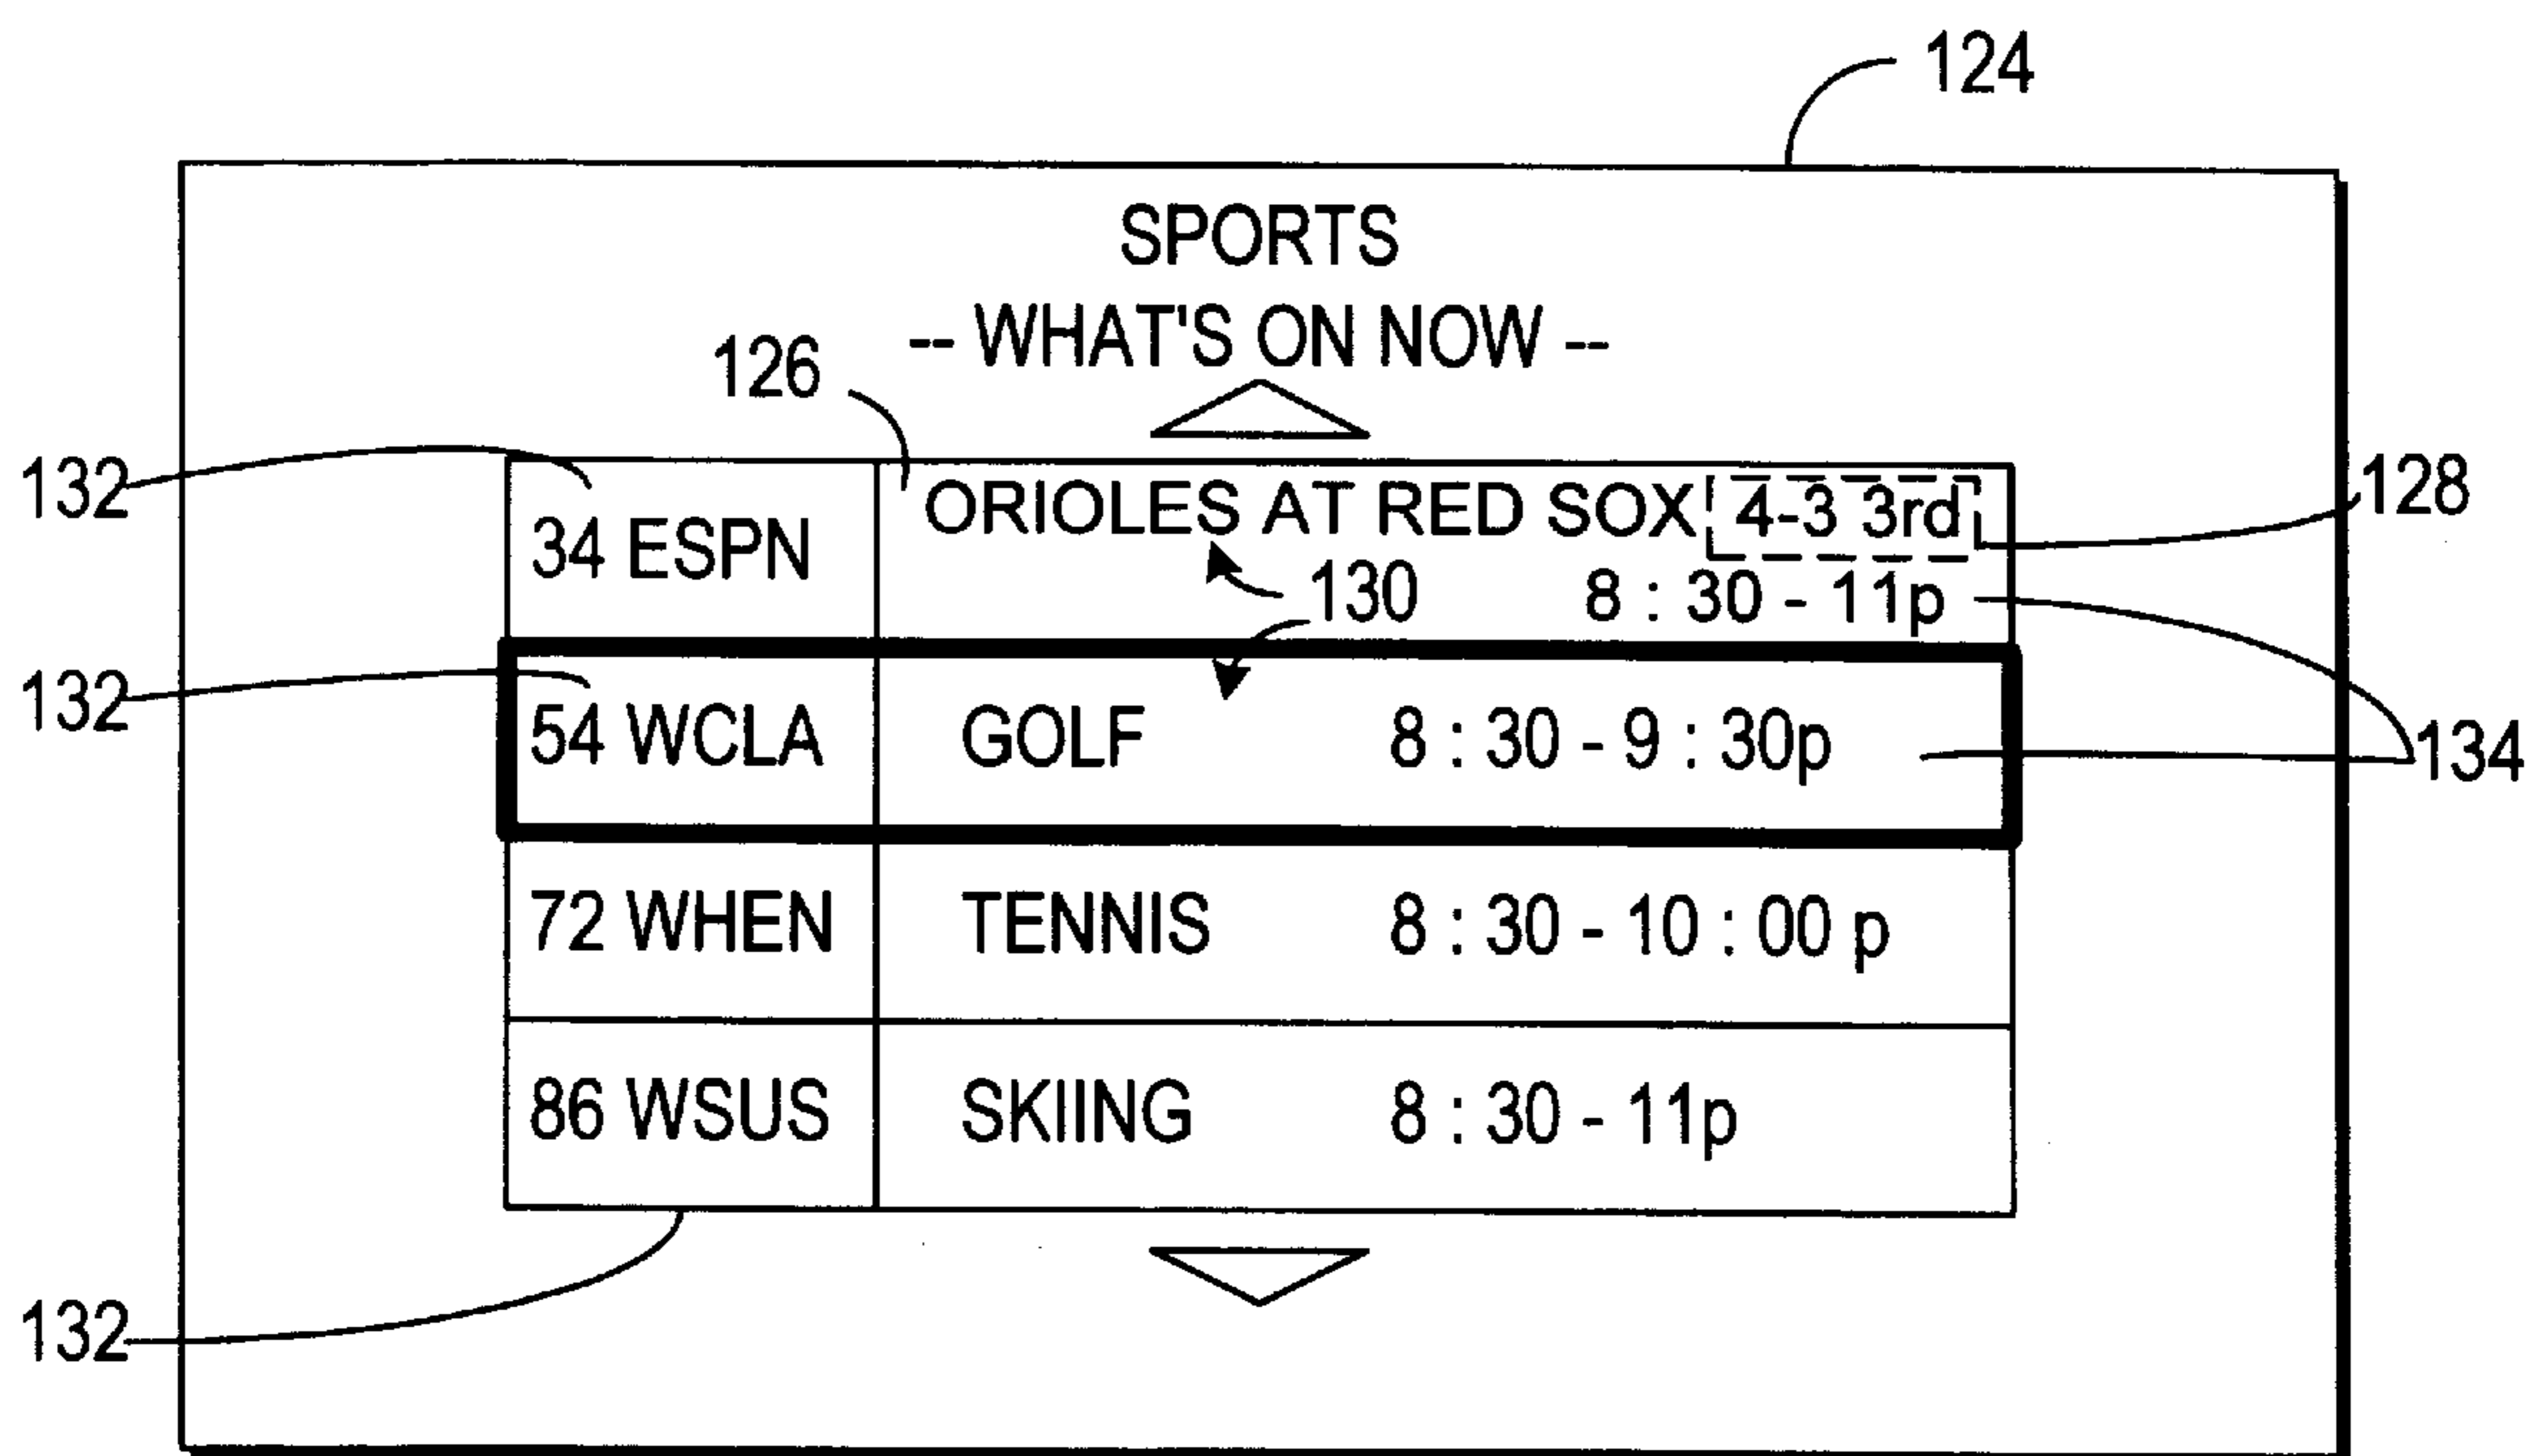 124
SPORTS
-- WHAT'S ON NOW --
126
132
34 ESPN
ORIOLES AT RED SOX 4-3 3rd
128
130
8 : 30 - 11p
132
54 WCLA GOLF 8 : 30 - 9 : 30p
134
72 WHEN TENNIS 8 : 30 - 10 : 00 p
86 WSUS SKIING 8 : 30 - 11p
132